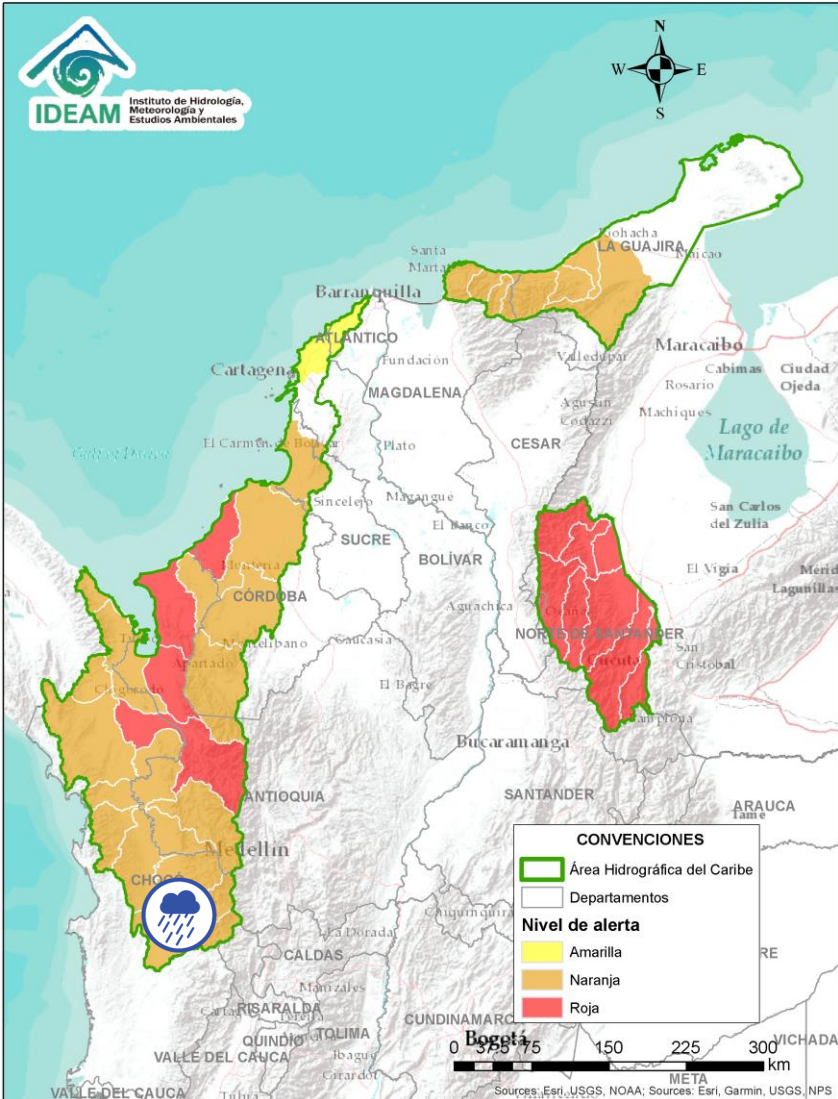 IDEAM
Instituto de Hidrología,
Meteorología y
Estudios Ambientales
N
W
E
S
LA GUAJIRA
Maicao
Santa
Marta
Barranquilla
ATLÁNTICO
Cartagena
Fundación
Valledupar
Maracaibo
Cabimas
Ciudad
Ojeda
Rosario
MAGDALENA
Agustín
Codazzi
Machiques
Lago de
Maracaibo
CESAR
El Carmen de Bolívar
Plato
Sincelejo
Magangué
San Carlos
del Zulia
SUCRE
El Banco
BOLÍVAR
Montería
El Vigía
Lagunillas
CÓRDOBA
Aguachica
Ocaña
NORTE DE SANTANDER
Montelíbano
Caucasia
Apartadó
Cúcuta
San
Cristóbal
Chigorodó
El Bagre
Pamplona
Bucaramanga
SANTANDER
ANTIOQUIA
ARAUCA
Tame
Medellín
CHOCÓ
Chiquinquirá
La Dorada
CALDAS
Manizales
RISARALDA
Pereira
QUINDÍO
TOLIMA
CUNDINAMARC
Ibagué
Girardot
VALLE DEL CAUCA
VALLE DEL CAUCA
Tuluá
Bogotá
META
VICHADA
CONVENCIONES
Área Hidrográfica del Caribe
Departamentos
Nivel de alerta
Amarilla
Naranja
Roja
0 37,5 75 150 225 300
km
Sources: Esri, USGS, NOAA; Sources: Esri, Garmin, USGS, NPS